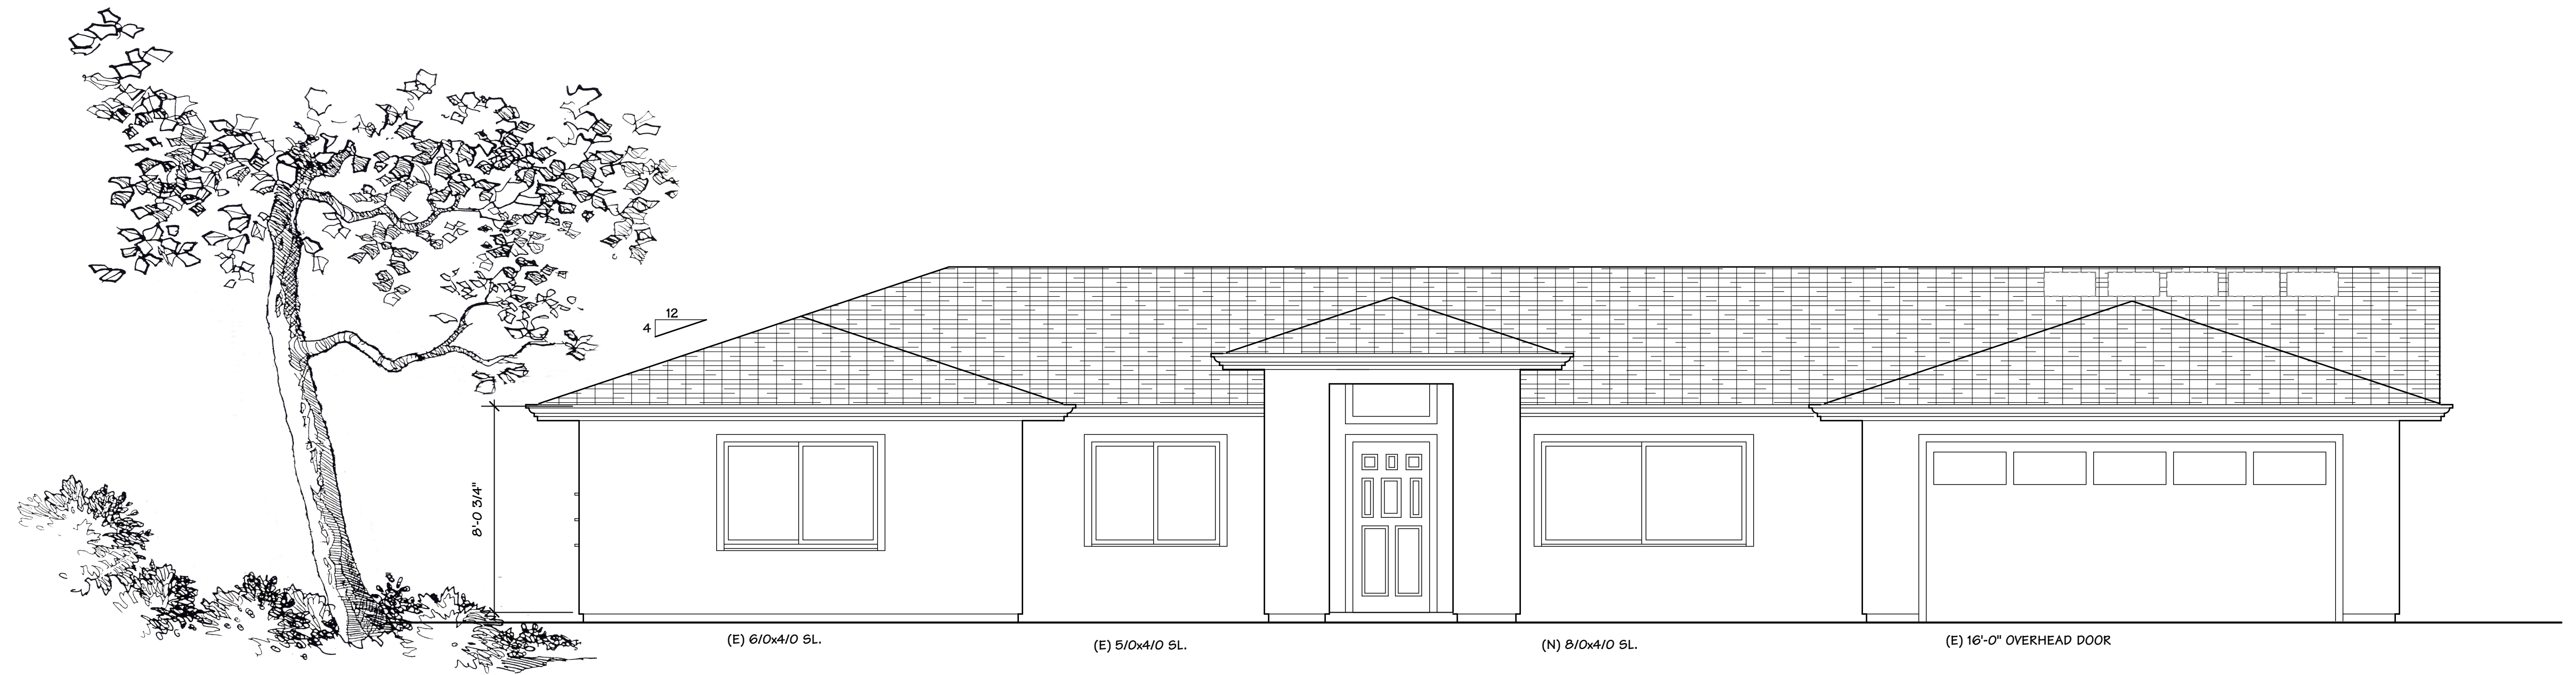 12
4
8'-0 3/4"
(E) 6/0x4/0 SL.
(E) 5/0x4/0 SL.
(N) 8/0x4/0 SL.
(E) 16'-0" OVERHEAD DOOR